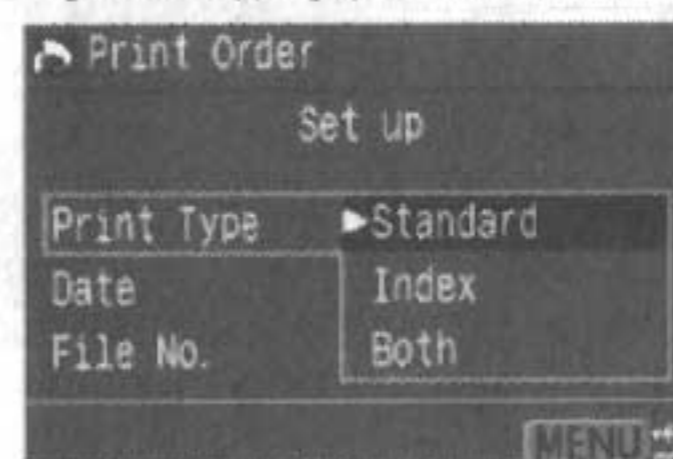 Print Order
Set up
Print Type ▶Standard
Date Index
File No. Both
MENU